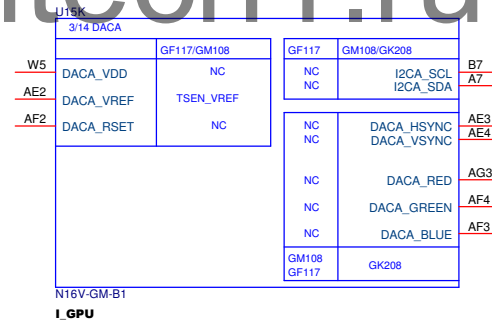 U15K
3/14 DACA
GF117/GM108
GF117 GM108/GK208
W5 DACA_VDD NC NC I2CA_SCL B7
NC I2CA_SDA A7
AE2 DACA_VREF TSEN_VREF
AF2 DACA_RSET NC NC DACA_HSYNC AE3
NC DACA_VSYNC AE4
NC DACA_RED AG3
NC DACA_GREEN AF4
NC DACA_BLUE AF3
GM108
GF117 GK208
N16V-GM-B1
I_GPU